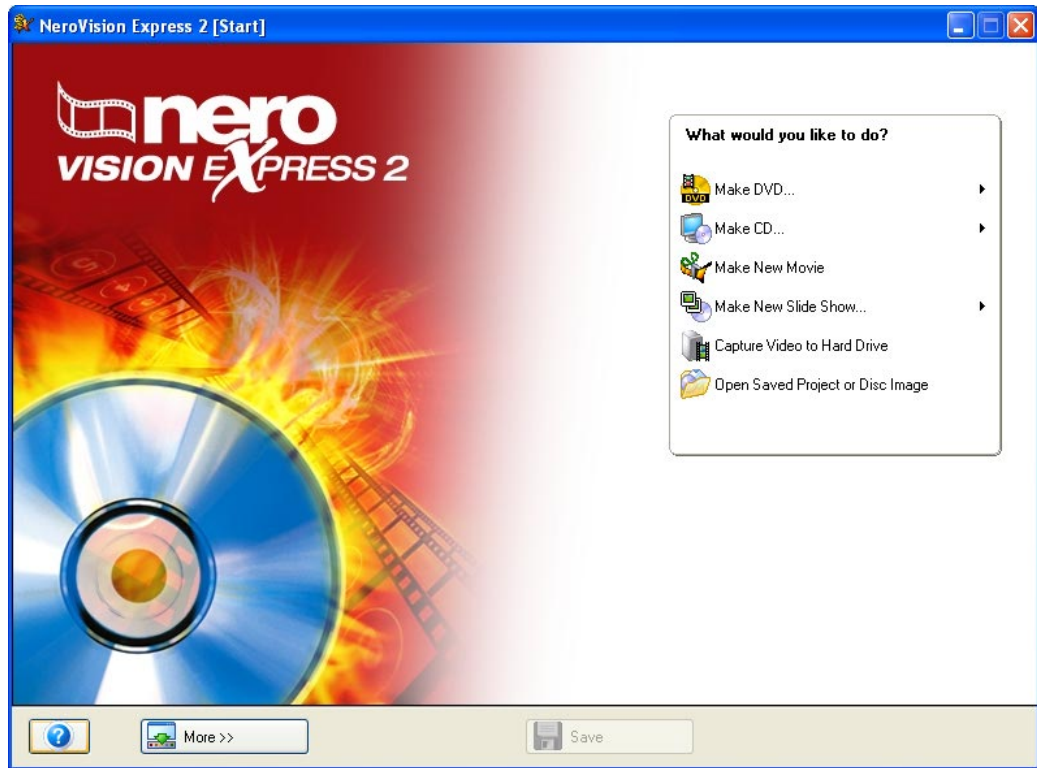 NeroVision Express 2 [Start]
nero
VISION EXPRESS 2
What would you like to do?
Make DVD...
Make CD...
Make New Movie
Make New Slide Show...
Capture Video to Hard Drive
Open Saved Project or Disc Image
More >>
Save